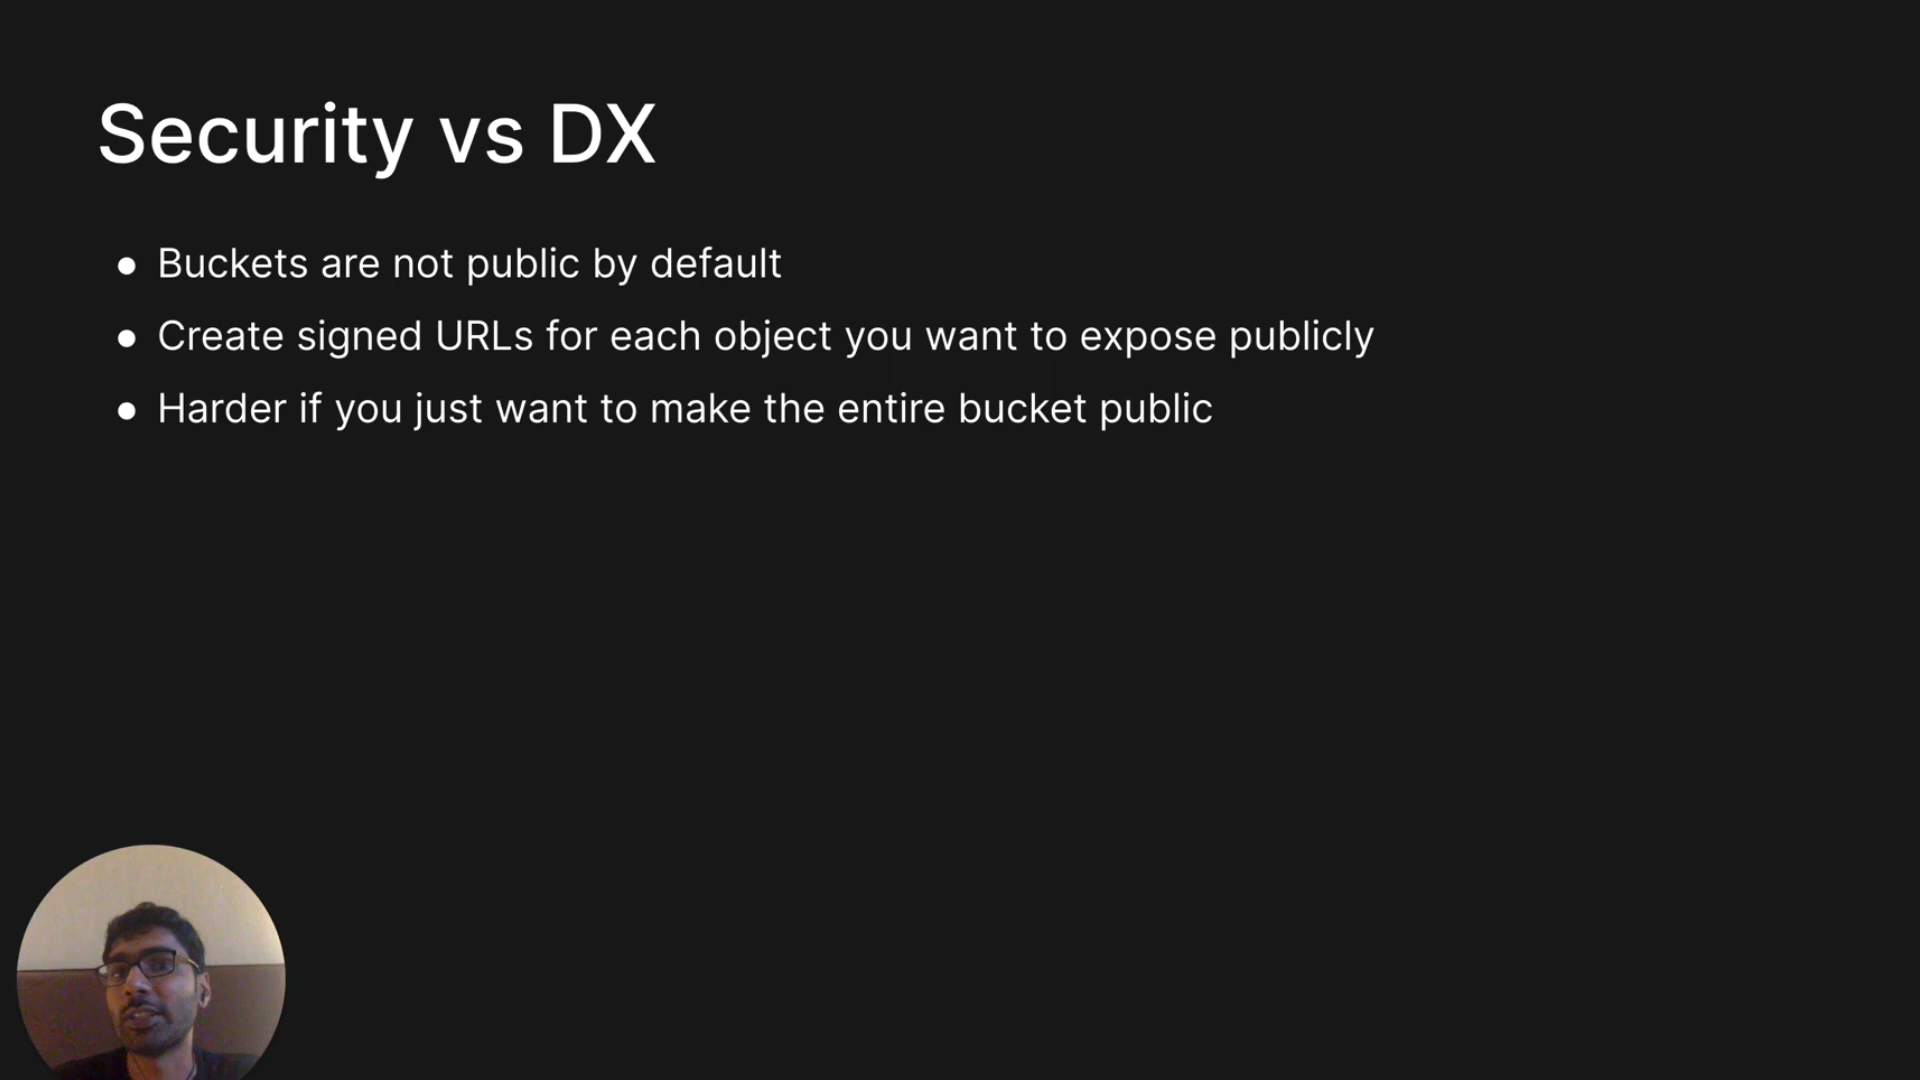 Security vs DX
● Buckets are not public by default
● Create signed URLs for each object you want to expose publicly
● Harder if you just want to make the entire bucket public